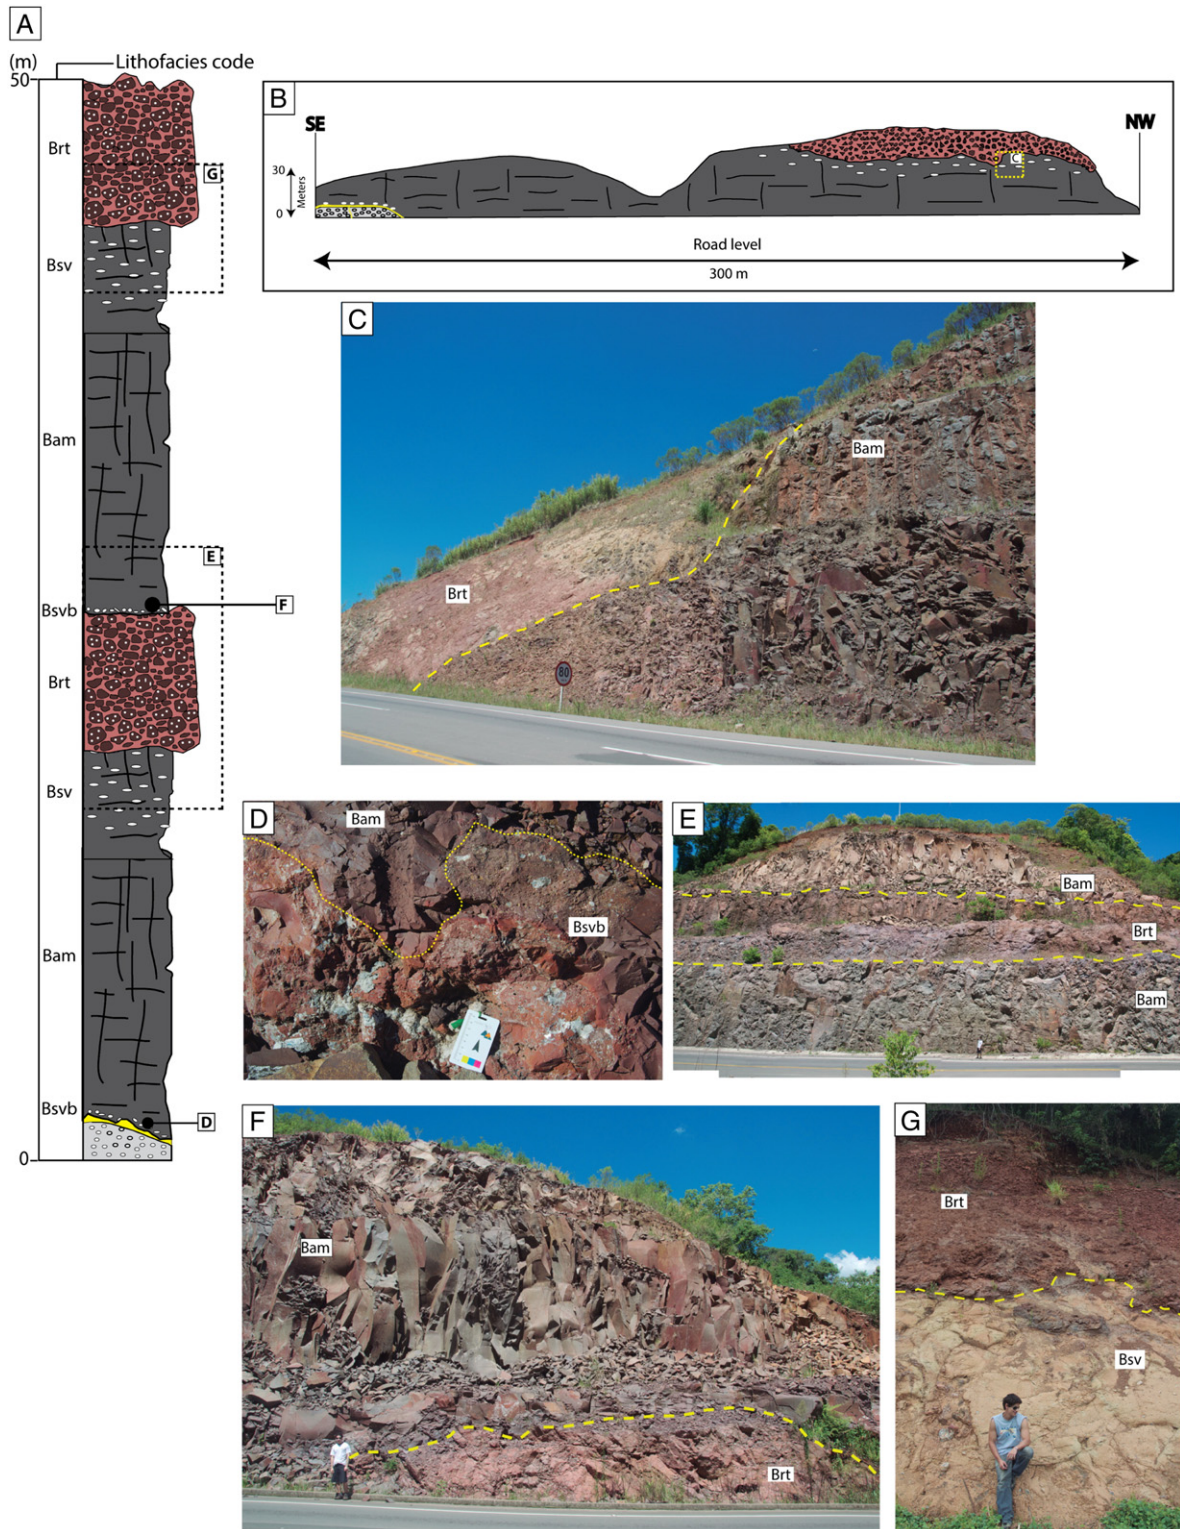 A
(m)
Lithofacies code
50
Brt
G
Bsv
Bam
E
Bsvb
F
Brt
Bsv
Bam
Bsvb
D
0
B
SE
NW
30
Meters
0
C
Road level
300 m
C
Bam
Brt
80
D
Bam
Bsvb
E
Bam
Brt
Bam
F
Bam
Brt
G
Brt
Bsv